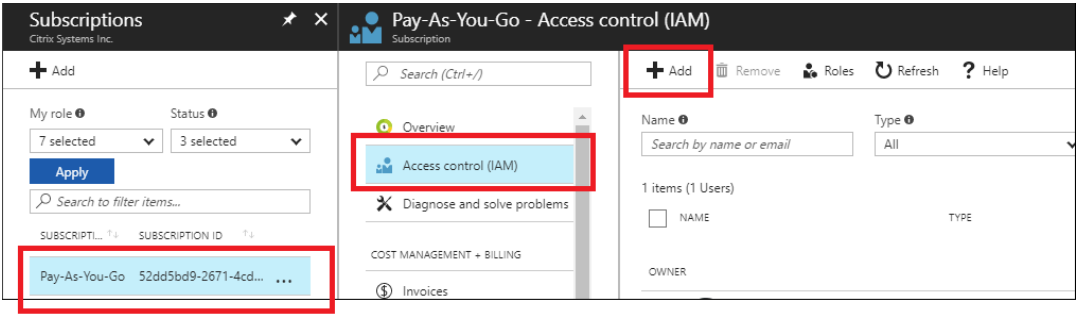 Subscriptions
Citrix Systems Inc.
Add
My role
Status
7 selected
3 selected
Apply
Search to filter items...
SUBSCRIPTI...
SUBSCRIPTION ID
Pay-As-You-Go
52dd5bd9-2671-4cd...
...
Pay-As-You-Go - Access control (IAM)
Subscription
Search (Ctrl+/)
Overview
Access control (IAM)
Diagnose and solve problems
COST MANAGEMENT + BILLING
Invoices
Add
Remove
Roles
Refresh
? Help
Name
Type
Search by name or email
All
1 items (1 Users)
NAME
TYPE
OWNER